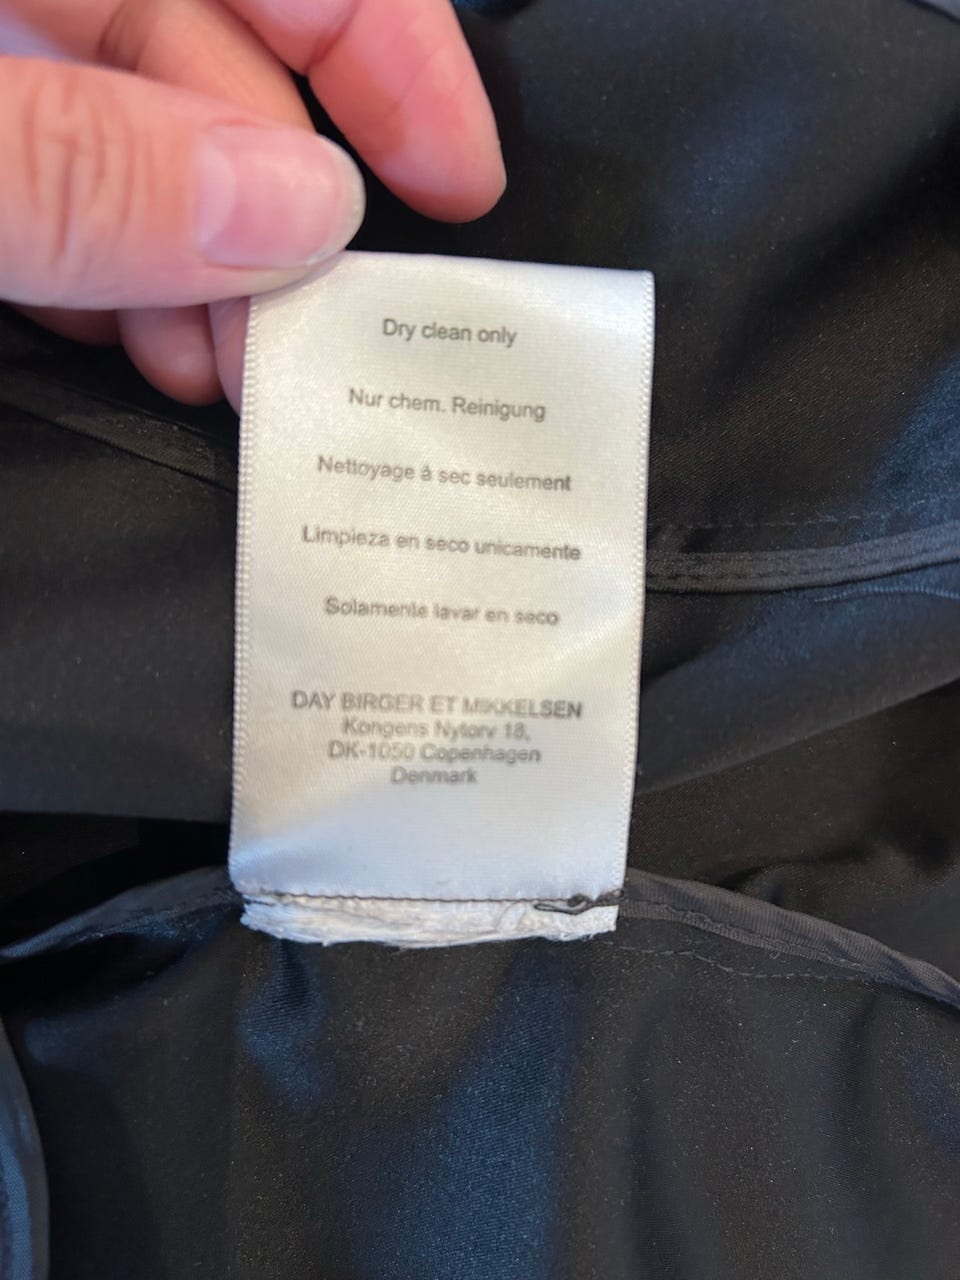 Dry clean only
Nur chem. Reinigung
Nettoyage à sec seulement
Limpieza en seco unicamente
Solamente lavar en seco
DAY BIRGER ET MIKKELSEN
Kongens Nytorv 18,
DK-1050 Copenhagen
Denmark